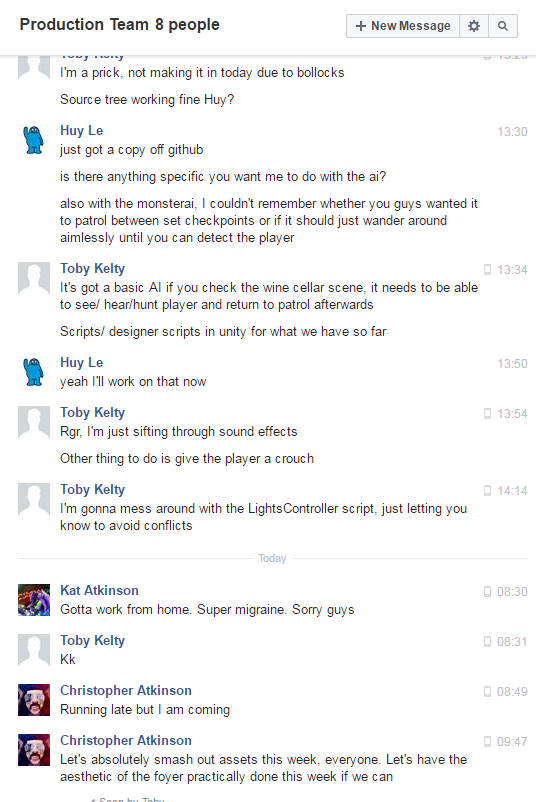 Production Team 8 people
New Message
Toby Kelty
13:29
I'm a prick, not making it in today due to bollocks
Source tree working fine Huy?
Huy Le
13:30
just got a copy off github
is there anything specific you want me to do with the ai?
also with the monsterai, I couldn't remember whether you guys wanted it
to patrol between set checkpoints or if it should just wander around
aimlessly until you can detect the player
Toby Kelty
13:34
It's got a basic AI if you check the wine cellar scene, it needs to be able
to see/ hear/hunt player and return to patrol afterwards
Scripts/ designer scripts in unity for what we have so far
Huy Le
13:50
yeah I'll work on that now
Toby Kelty
13:54
Rgr, I'm just sifting through sound effects
Other thing to do is give the player a crouch
Toby Kelty
14:14
I'm gonna mess around with the LightsController script, just letting you
know to avoid conflicts
Today
Kat Atkinson
08:30
Gotta work from home. Super migraine. Sorry guys
Toby Kelty
08:31
Kk
Christopher Atkinson
08:49
Running late but I am coming
Christopher Atkinson
09:47
Let's absolutely smash out assets this week, everyone. Let's have the
aesthetic of the foyer practically done this week if we can
Seen by Toby